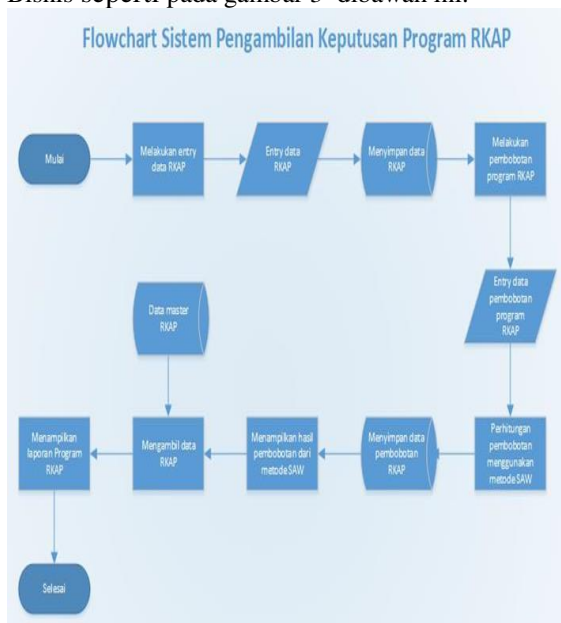 Bisnis seperti pada gambar 3 dibawah ini:
Flowchart Sistem Pengambilan Keputusan Program RKAP
Mulai
Melakukan entry
data RKAP
Entry data
RKAP
Menyimpan data
RKAP
Melakukan
pembobotan
program RKAP
Entry data
pembobotan
program
RKAP
Data master
RKAP
Perhitungan
pembobotan
menggunakan
metode SAW
Menyimpan data
pembobotan
RKAP
Menampilkan hasil
pembobotan dari
metode SAW
Mengambil data
RKAP
Menampilkan
laporan Program
RKAP
Selesai